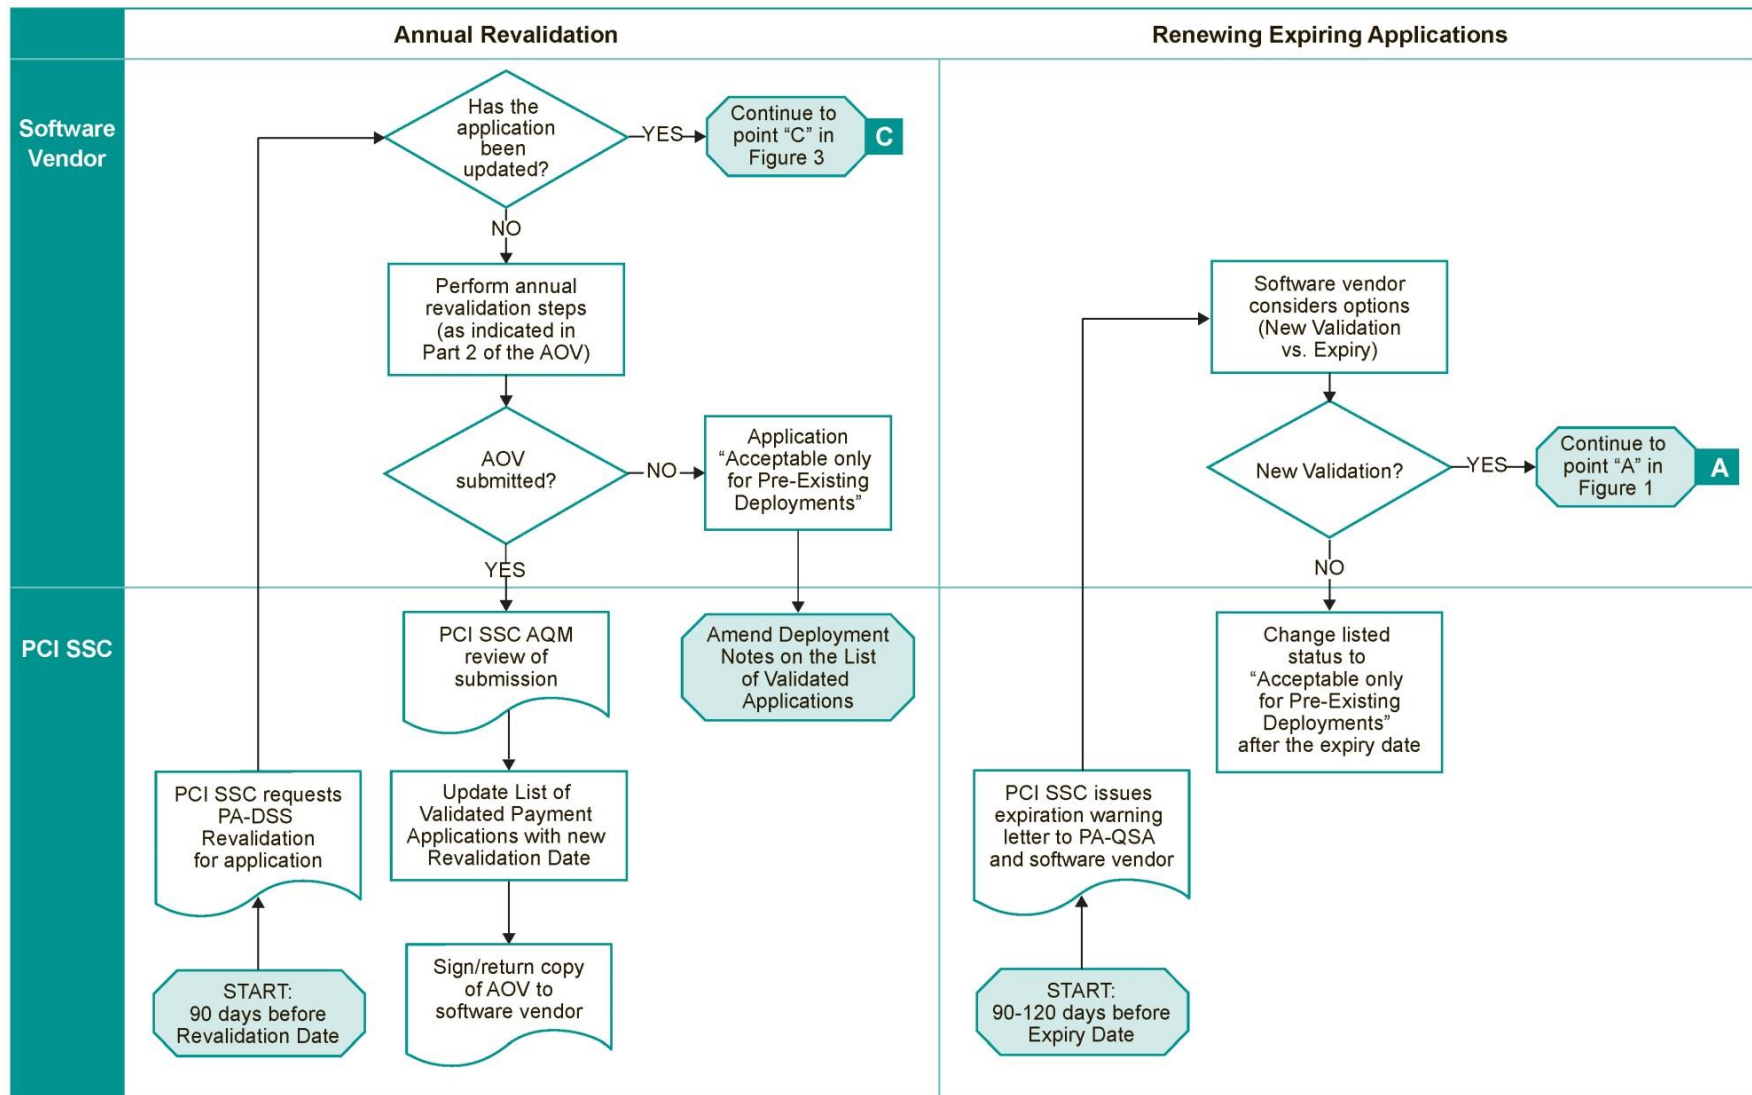 Annual Revalidation
Renewing Expiring Applications
Software
Vendor
Has the
application
been
updated?
YES
Continue to
point “C” in
Figure 3
C
NO
Perform annual
revalidation steps
(as indicated in
Part 2 of the AOV)
AOV
submitted?
NO
Application
“Acceptable only
for Pre-Existing
Deployments”
YES
Software vendor
considers options
(New Validation
vs. Expiry)
New Validation?
YES
Continue to
point “A” in
Figure 1
A
NO
PCI SSC
PCI SSC AQM
review of
submission
Amend Deployment
Notes on the List
of Validated
Applications
PCI SSC requests
PA-DSS
Revalidation
for application
Update List of
Validated Payment
Applications with new
Revalidation Date
START:
90 days before
Revalidation Date
Sign/return copy
of AOV to
software vendor
Change listed
status to
“Acceptable only
for Pre-Existing
Deployments”
after the expiry date
PCI SSC issues
expiration warning
letter to PA-QSA
and software vendor
START:
90-120 days before
Expiry Date